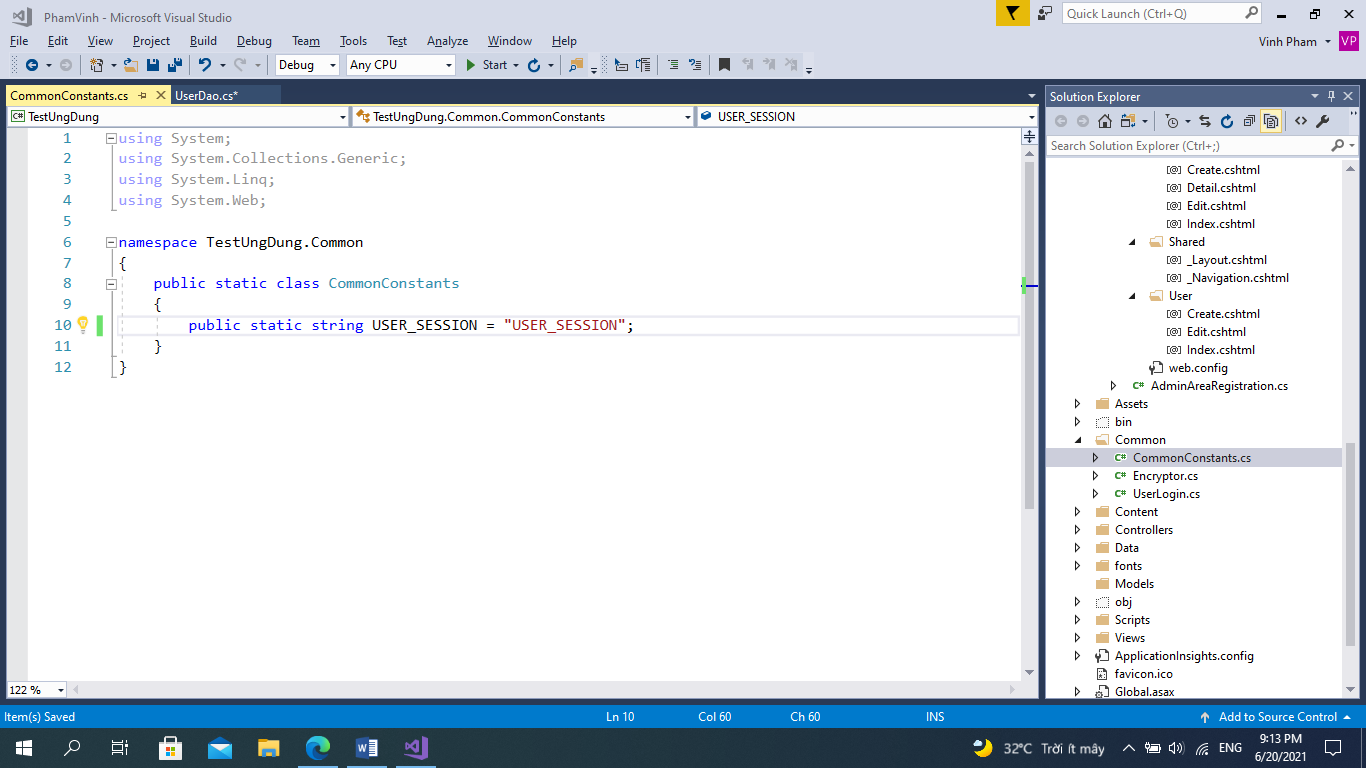 PhamVinh - Microsoft Visual Studio
Quick Launch (Ctrl+Q)
File Edit View Project Build Debug Team Tools Test Analyze Window Help
Vinh Pham VP
Debug Any CPU Start
CommonConstants.cs UserDao.cs*
C# TestUngDung TestUngDung.Common.CommonConstants USER_SESSION
1 using System;
2 using System.Collections.Generic;
3 using System.Linq;
4 using System.Web;
5
6 namespace TestUngDung.Common
7 {
8 public static class CommonConstants
9 {
10 public static string USER_SESSION = "USER_SESSION";
11 }
12 }
122 %
Solution Explorer
Search Solution Explorer (Ctrl+;)
[@] Create.cshtml
[@] Detail.cshtml
[@] Edit.cshtml
[@] Index.cshtml
Shared
[@] _Layout.cshtml
[@] _Navigation.cshtml
User
[@] Create.cshtml
[@] Edit.cshtml
[@] Index.cshtml
web.config
C# AdminAreaRegistration.cs
Assets
bin
Common
C# CommonConstants.cs
C# Encryptor.cs
C# UserLogin.cs
Content
Controllers
Data
fonts
Models
obj
Scripts
Views
ApplicationInsights.config
favicon.ico
Global.asax
Item(s) Saved Ln 10 Col 60 Ch 60 INS Add to Source Control
32°C Trời ít mây ENG 9:13 PM
6/20/2021